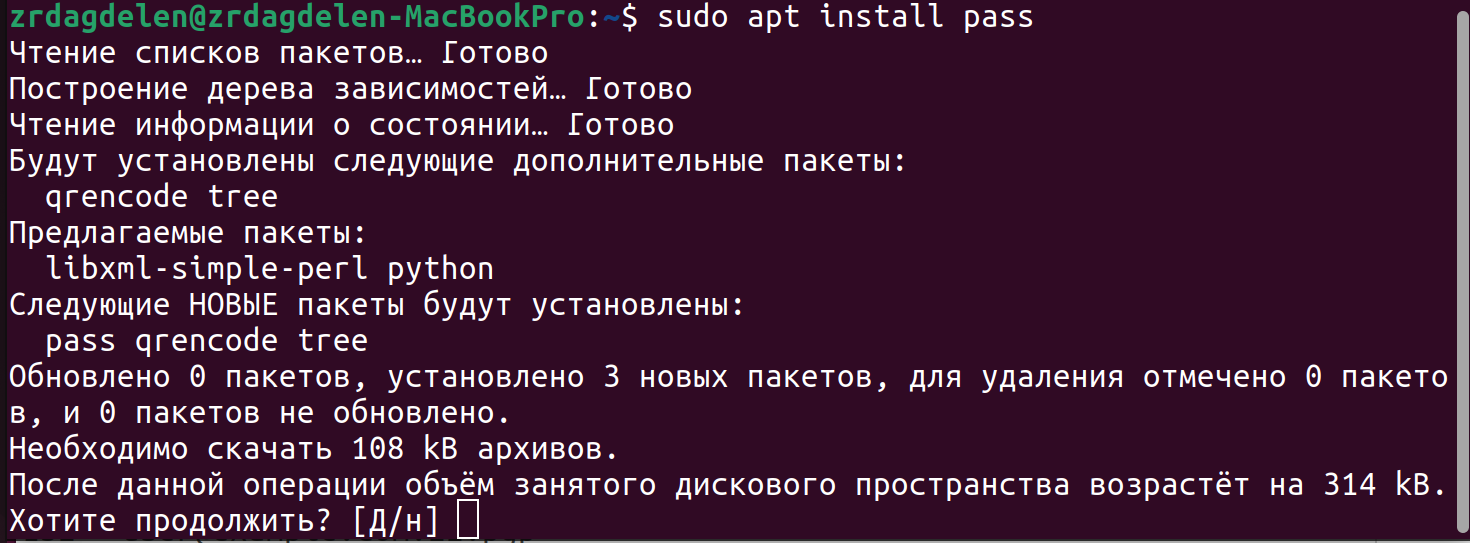 zrdagdelen@zrdagdelen-MacBookPro:~$ sudo apt install pass
Чтение списков пакетов… Готово
Построение дерева зависимостей… Готово
Чтение информации о состоянии… Готово
Будут установлены следующие дополнительные пакеты:
  qrencode tree
Предлагаемые пакеты:
  libxml-simple-perl python
Следующие НОВЫЕ пакеты будут установлены:
  pass qrencode tree
Обновлено 0 пакетов, установлено 3 новых пакетов, для удаления отмечено 0 пакето
в, и 0 пакетов не обновлено.
Необходимо скачать 108 kB архивов.
После данной операции объём занятого дискового пространства возрастёт на 314 kB.
Хотите продолжить? [Д/н]